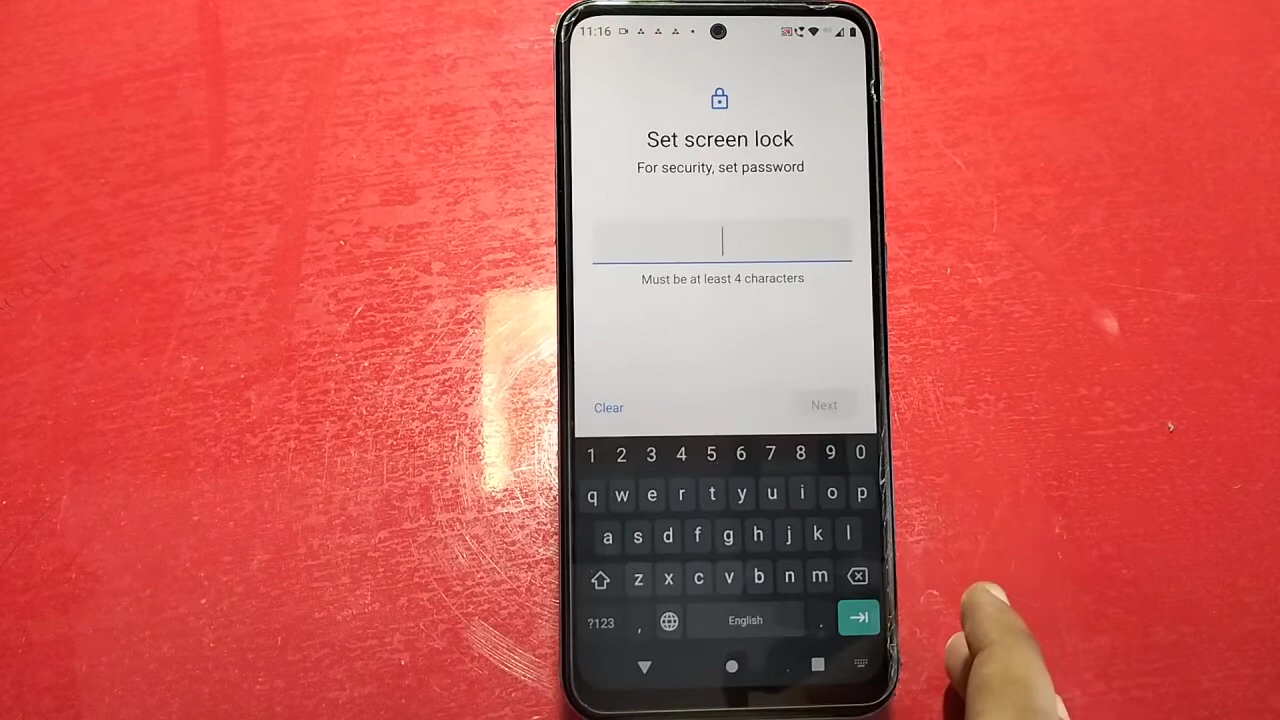 11:16
Set screen lock
For security, set password
Must be at least 4 characters
Clear Next
1 2 3 4 5 6 7 8 9 0
q w e r t y u i o p
a s d f g h j k l
z x c v b n m
?123 , English .